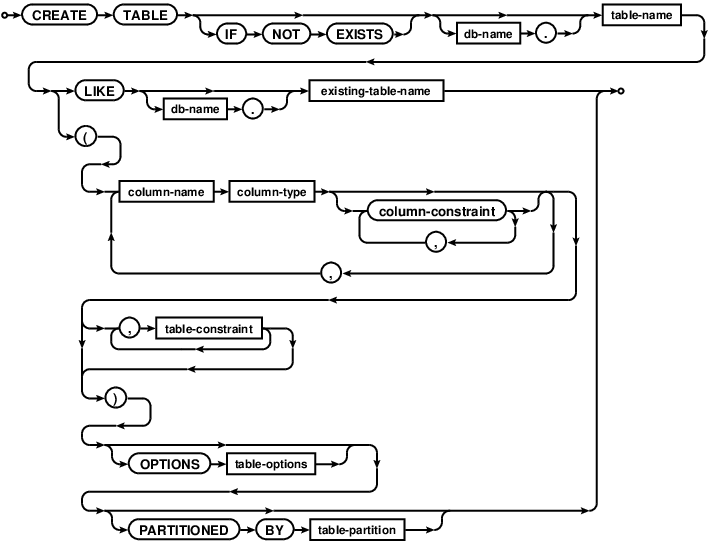 CREATE TABLE IF NOT EXISTS db-name . table-name
LIKE db-name . existing-table-name
(
column-name column-type column-constraint
,
,
, table-constraint
)
OPTIONS table-options
PARTITIONED BY table-partition